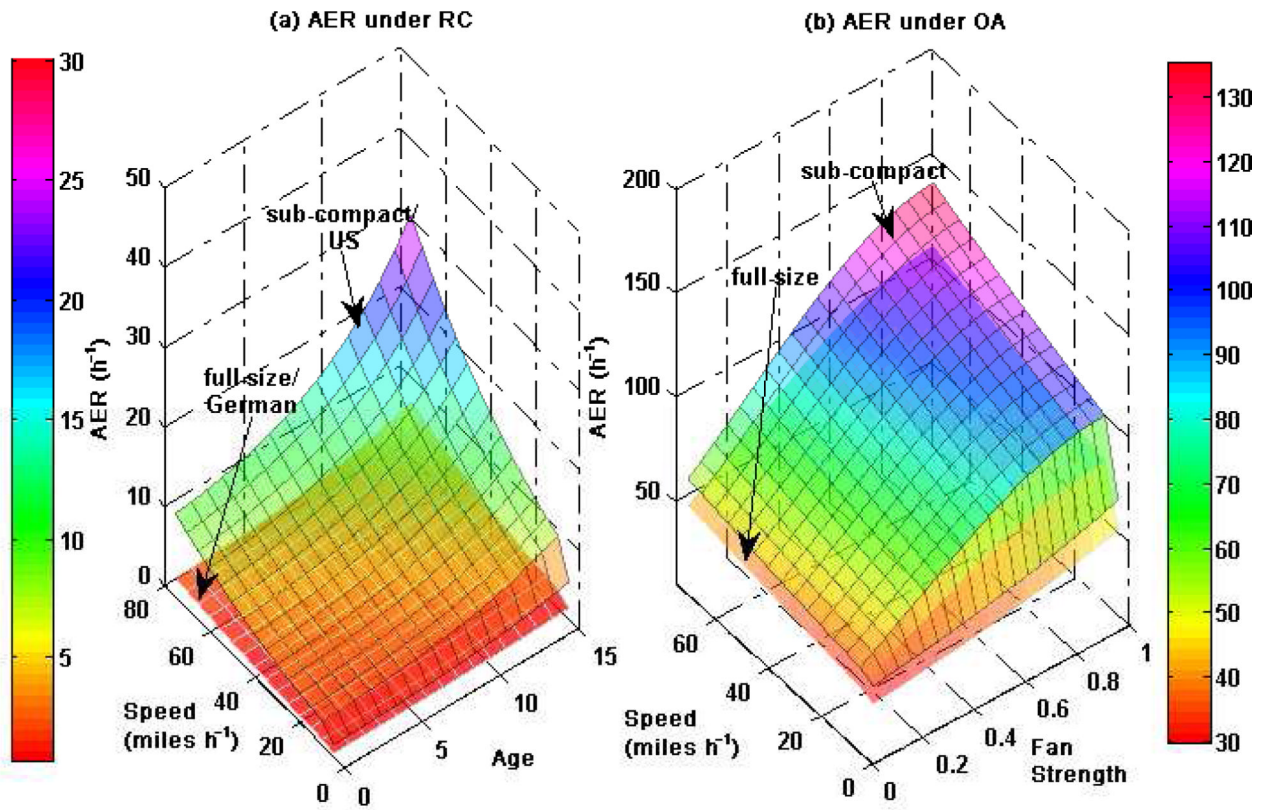 (a) AER under RC
(b) AER under OA
30
25
20
15
10
5
50
40
30
20
10
0
AER (h⁻¹)
sub-compact/
US
full-size/
German
80
60
40
20
0
Speed
(miles h⁻¹)
0
5
10
15
Age
200
150
100
50
AER (h⁻¹)
sub-compact
full-size
60
40
20
0
Speed
(miles h⁻¹)
0
0.2
0.4
0.6
0.8
1
Fan
Strength
130
120
110
100
90
80
70
60
50
40
30